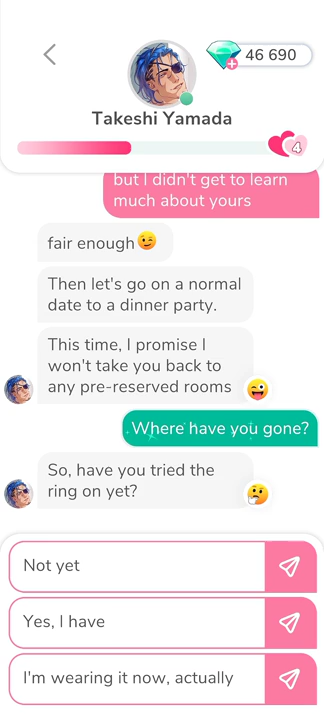 46 690
Takeshi Yamada
4
but I didn't get to learn
much about yours
fair enough
Then let's go on a normal
date to a dinner party.
This time, I promise I
won't take you back to
any pre-reserved rooms
Where have you gone?
So, have you tried the
ring on yet?
Not yet
Yes, I have
I'm wearing it now, actually